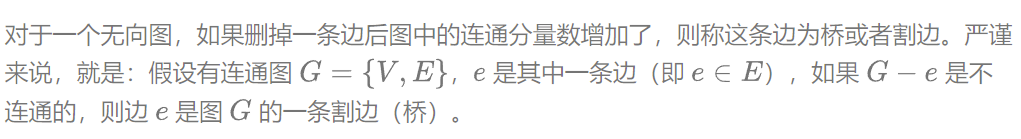 对于一个无向图，如果删掉一条边后图中的连通分量数增加了，则称这条边为桥或者割边。严谨
来说，就是：假设有连通图 G = {V, E}，e 是其中一条边（即 e ∈ E），如果 G − e 是不
连通的，则边 e 是图 G 的一条割边（桥）。